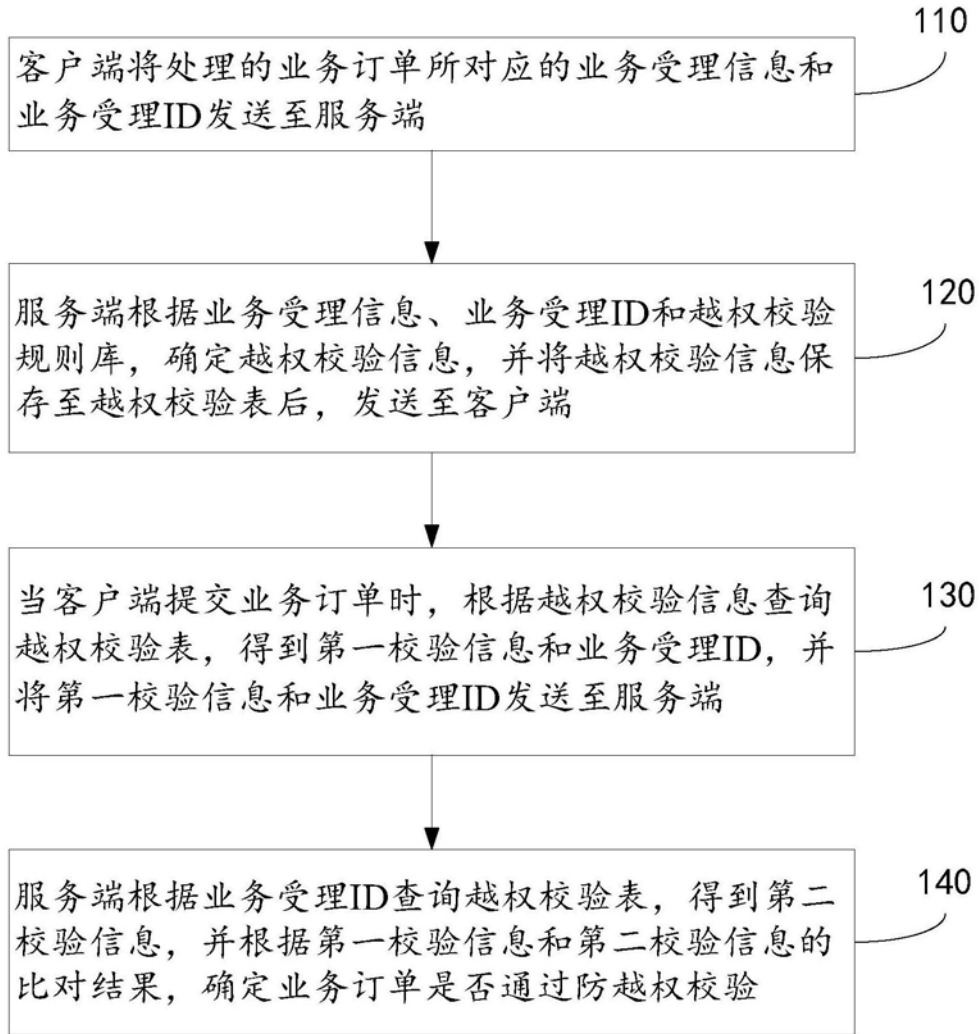 110
客户端将处理的业务订单所对应的业务受理信息和
业务受理ID发送至服务端
120
服务端根据业务受理信息、业务受理ID和越权校验
规则库，确定越权校验信息，并将越权校验信息保
存至越权校验表后，发送至客户端
130
当客户端提交业务订单时，根据越权校验信息查询
越权校验表，得到第一校验信息和业务受理ID，并
将第一校验信息和业务受理ID发送至服务端
140
服务端根据业务受理ID查询越权校验表，得到第二
校验信息，并根据第一校验信息和第二校验信息的
比对结果，确定业务订单是否通过防越权校验